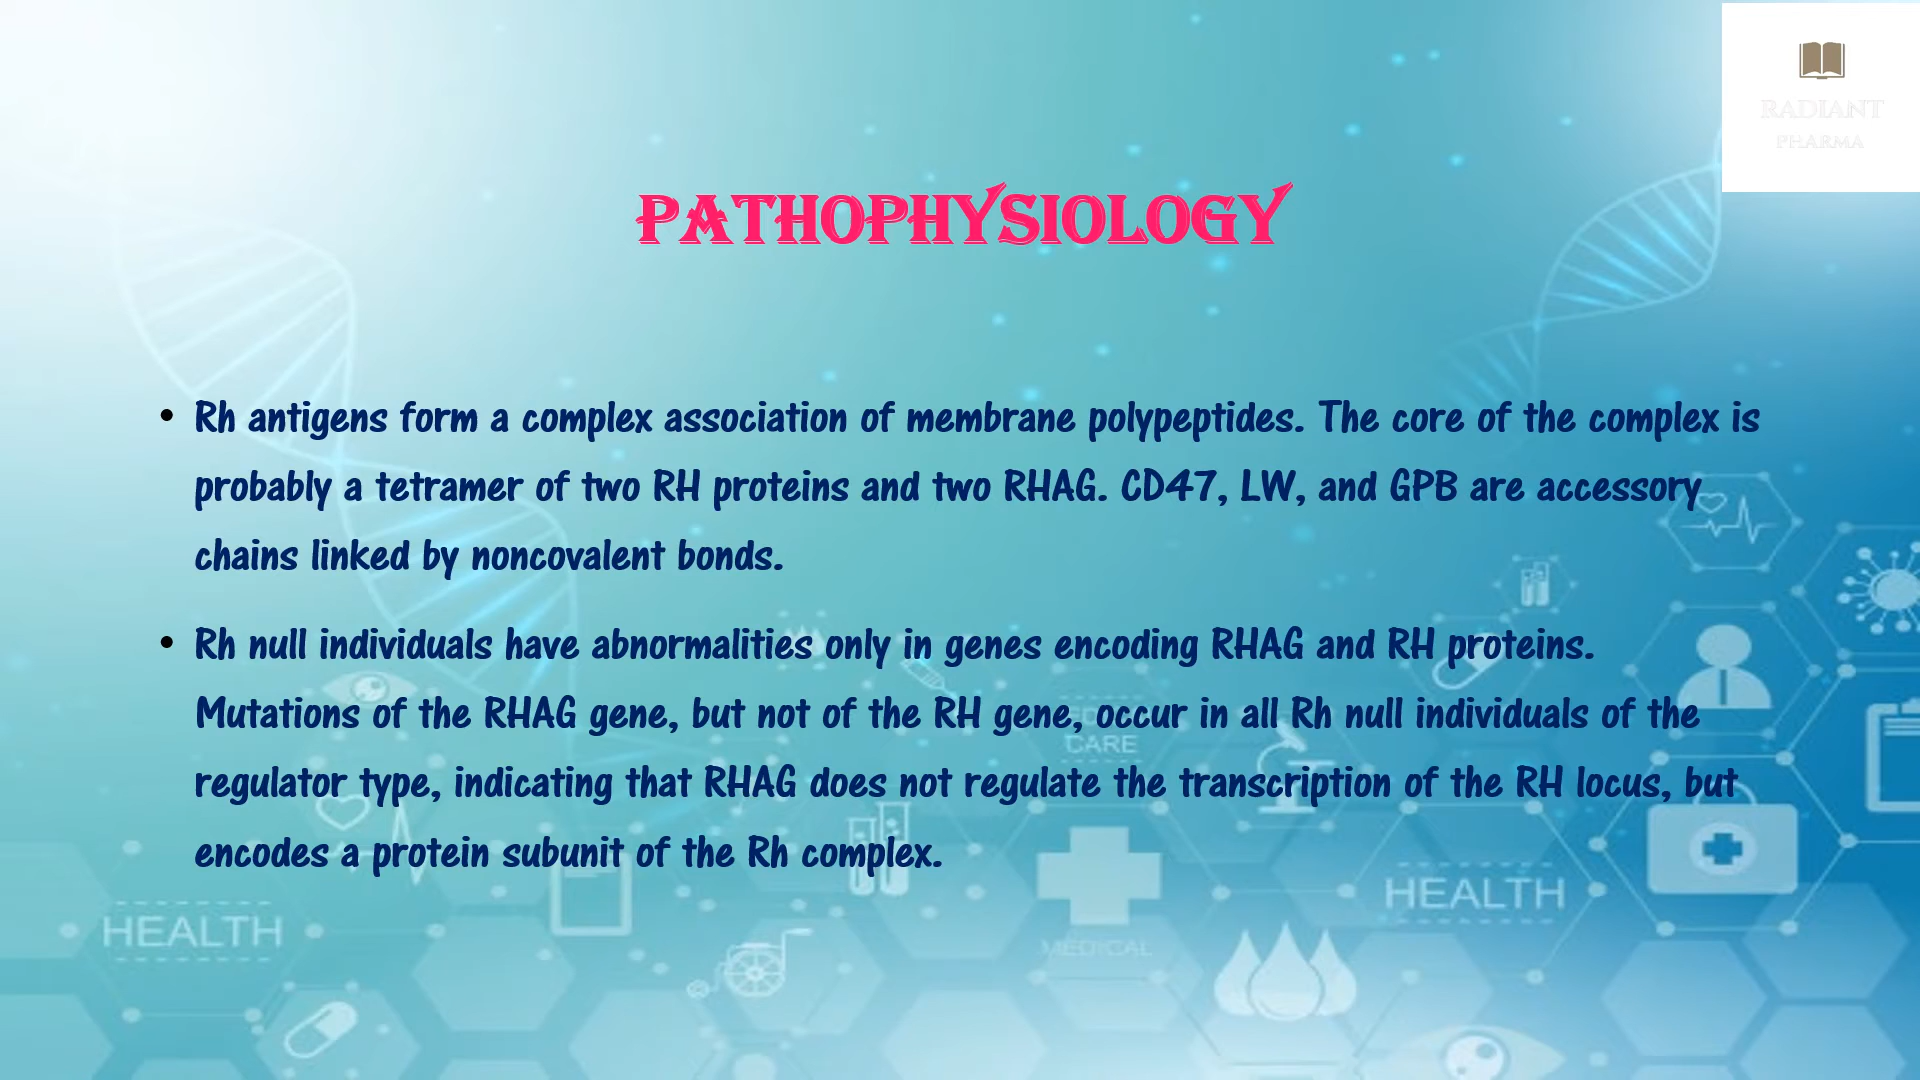 RADIANT
PHARMA
PATHOPHYSIOLOGY
• Rh antigens form a complex association of membrane polypeptides. The core of the complex is
probably a tetramer of two RH proteins and two RHAG. CD47, LW, and GPB are accessory
chains linked by noncovalent bonds.
• Rh null individuals have abnormalities only in genes encoding RHAG and RH proteins.
Mutations of the RHAG gene, but not of the RH gene, occur in all Rh null individuals of the
regulator type, indicating that RHAG does not regulate the transcription of the RH locus, but
encodes a protein subunit of the Rh complex.
CARE
HEALTH
HEALTH
MEDICAL